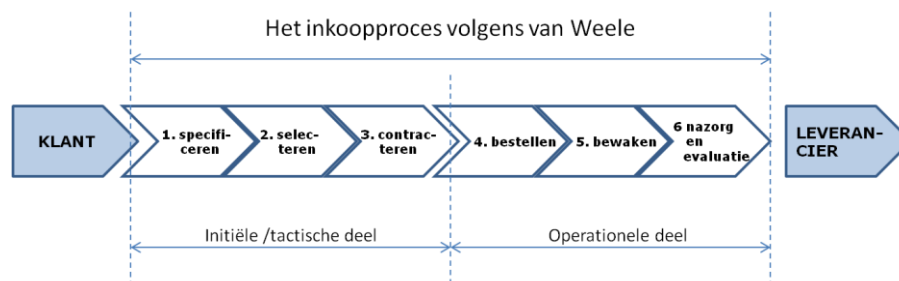 Het inkoopproces volgens van Weele
KLANT
1. specifi-
ceren
2. selec-
teren
3. contrac-
teren
4. bestellen
5. bewaken
6 nazorg
en
evaluatie
LEVERAN-
CIER
Initiële /tactische deel
Operationele deel